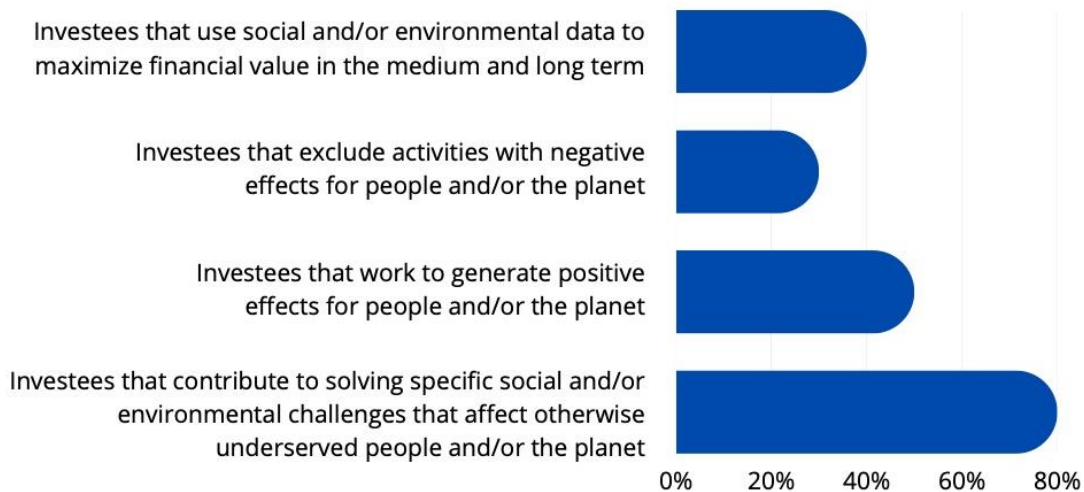 Investees that use social and/or environmental data to
maximize financial value in the medium and long term
Investees that exclude activities with negative
effects for people and/or the planet
Investees that work to generate positive
effects for people and/or the planet
Investees that contribute to solving specific social and/or
environmental challenges that affect otherwise
underserved people and/or the planet
0% 20% 40% 60% 80%